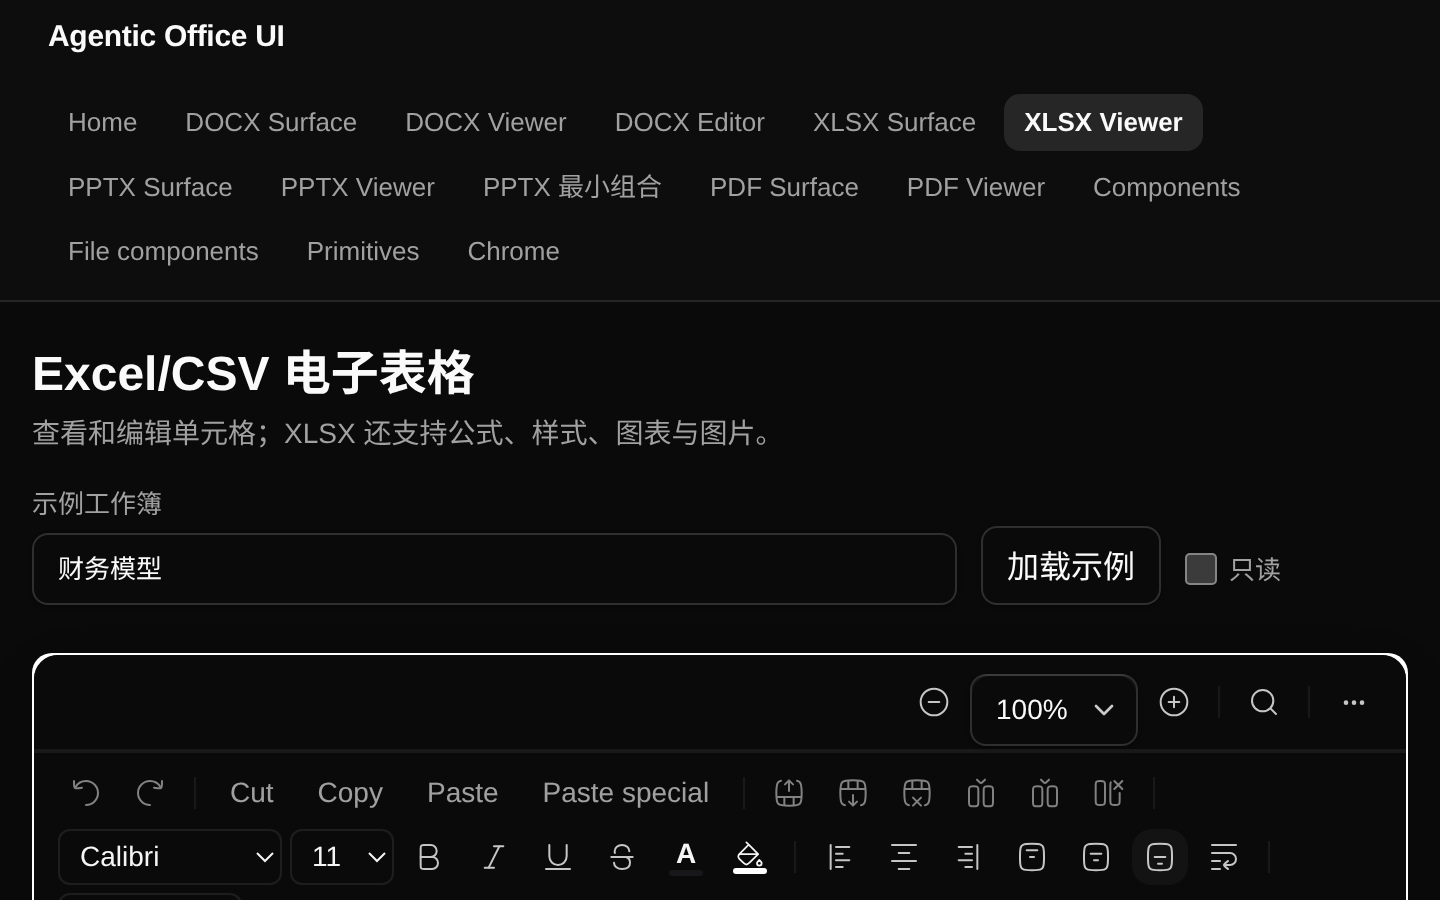 Agentic Office UI
Home DOCX Surface DOCX Viewer DOCX Editor XLSX Surface XLSX Viewer
PPTX Surface PPTX Viewer PPTX 最小组合 PDF Surface PDF Viewer Components
File components Primitives Chrome
Excel/CSV 电子表格
查看和编辑单元格；XLSX 还支持公式、样式、图表与图片。
示例工作簿
财务模型 加载示例 只读
100%
Cut Copy Paste Paste special
Calibri 11 A